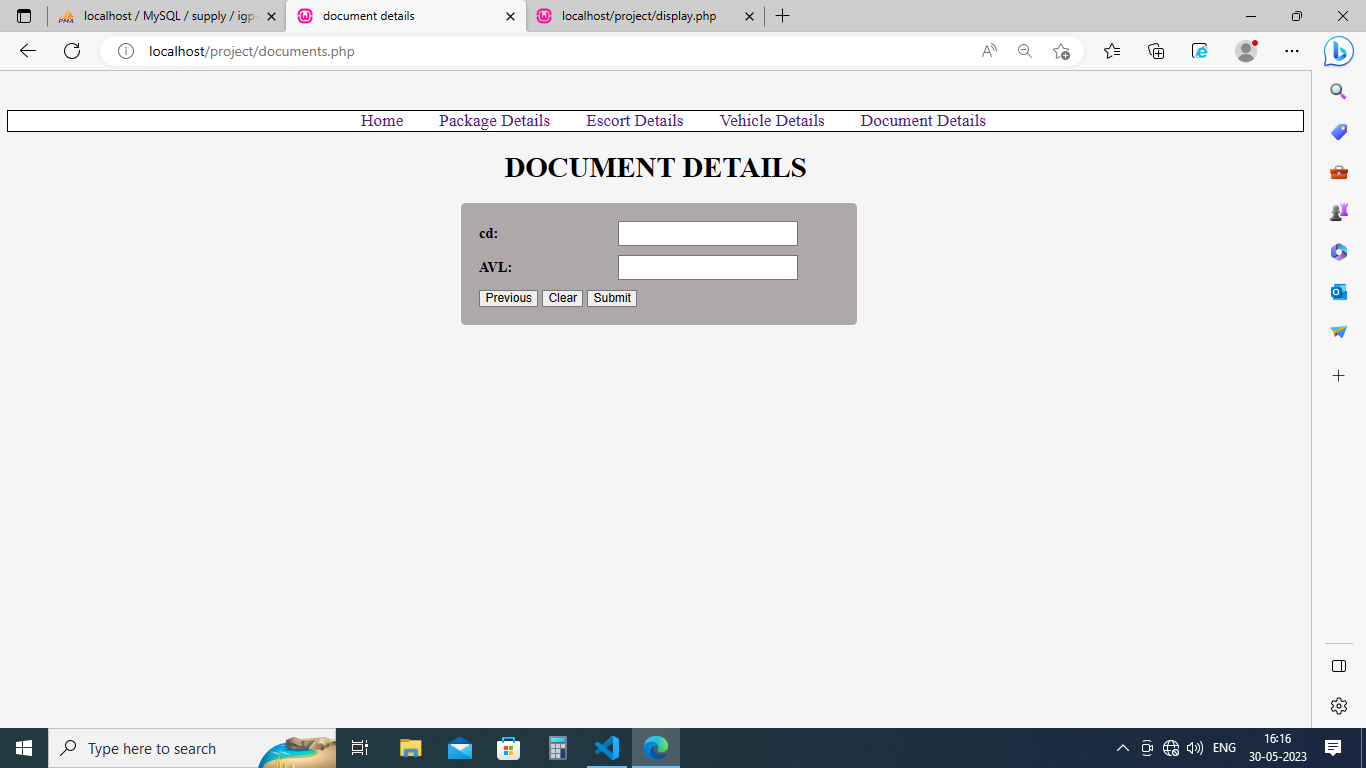 localhost / MySQL / supply / igp-
document details
localhost/project/display.php
localhost/project/documents.php
Home Package Details Escort Details Vehicle Details Document Details
DOCUMENT DETAILS
cd:
AVL:
Previous Clear Submit
Type here to search
ENG
16:16
30-05-2023